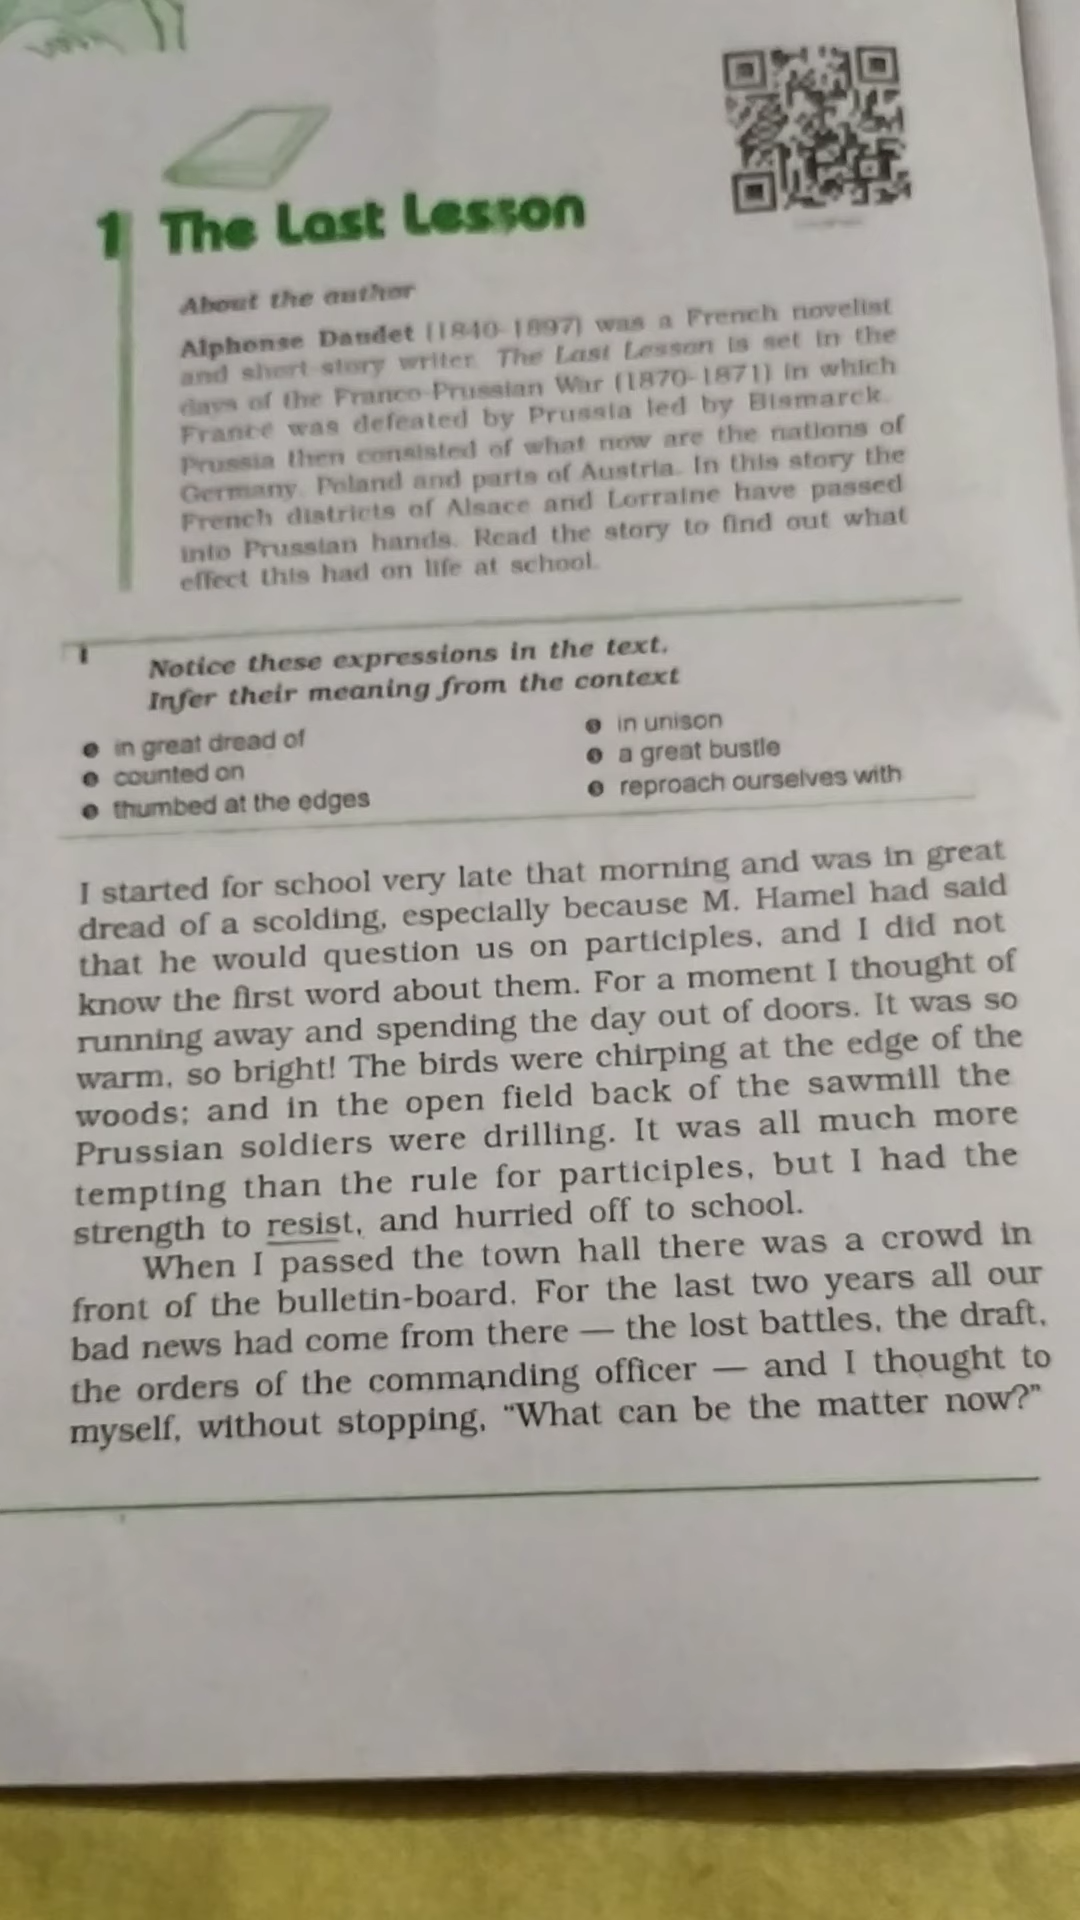 1 The Last Lesson
About the author
Alphonse Daudet (1840-1897) was a French novelist
and short story writer. The Last Lesson is set in the
days of the Franco-Prussian War (1870-1871) in which
France was defeated by Prussia led by Bismarck.
Prussia then consisted of what now are the nations of
Germany, Poland and parts of Austria. In this story the
French districts of Alsace and Lorraine have passed
into Prussian hands. Read the story to find out what
effect this had on life at school.
Notice these expressions in the text.
Infer their meaning from the context
in great dread of
counted on
thumbed at the edges
in unison
a great bustle
reproach ourselves with
I started for school very late that morning and was in great
dread of a scolding, especially because M. Hamel had said
that he would question us on participles, and I did not
know the first word about them. For a moment I thought of
running away and spending the day out of doors. It was so
warm, so bright! The birds were chirping at the edge of the
woods; and in the open field back of the sawmill the
Prussian soldiers were drilling. It was all much more
tempting than the rule for participles, but I had the
strength to resist, and hurried off to school.
When I passed the town hall there was a crowd in
front of the bulletin-board. For the last two years all our
bad news had come from there — the lost battles, the draft,
the orders of the commanding officer — and I thought to
myself, without stopping, “What can be the matter now?”